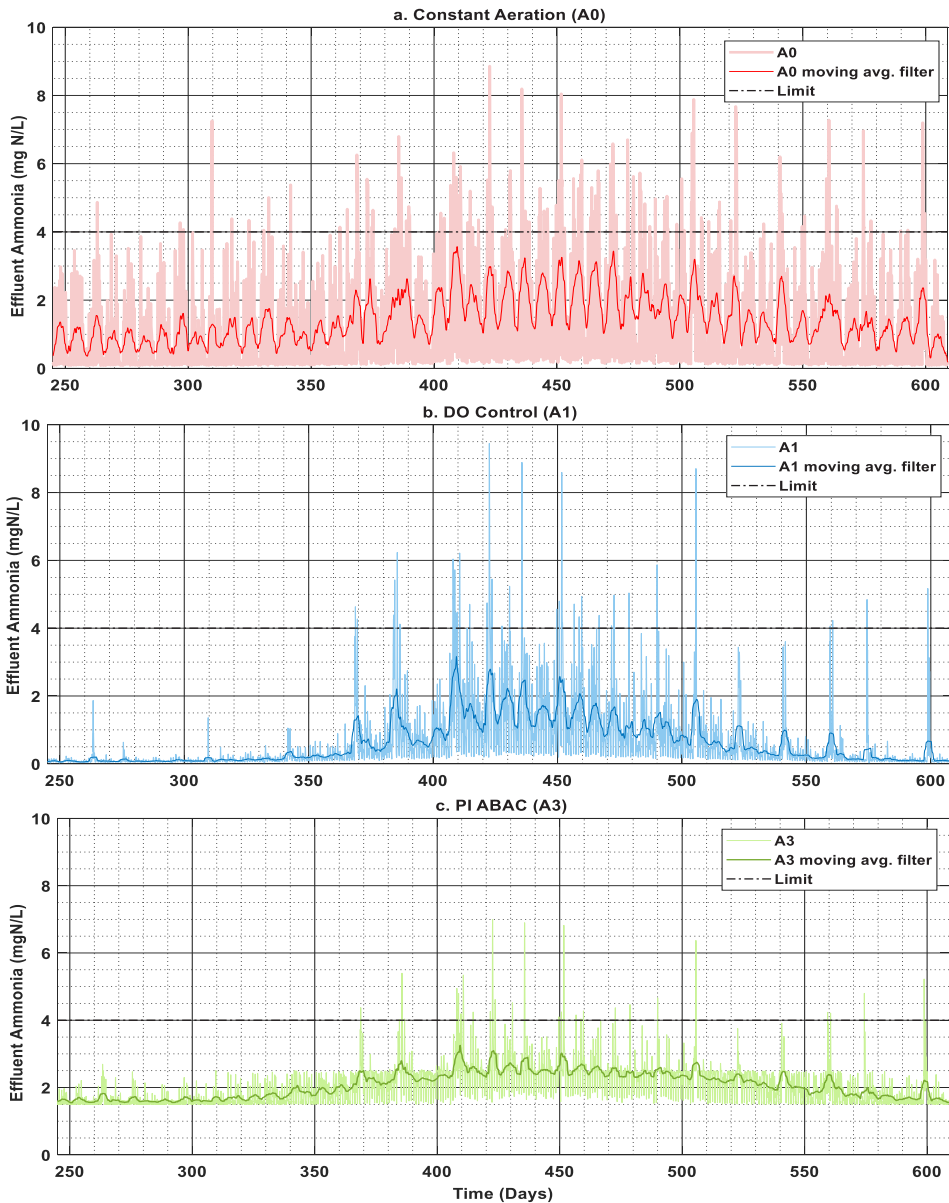 a. Constant Aeration (A0)
Effluent Ammonia (mg N/L)
10
8
6
4
2
0
A0
A0 moving avg. filter
Limit
250 300 350 400 450 500 550 600
b. DO Control (A1)
Effluent Ammonia (mgN/L)
10
8
6
4
2
0
A1
A1 moving avg. filter
Limit
250 300 350 400 450 500 550 600
c. PI ABAC (A3)
Effluent Ammonia (mgN/L)
10
8
6
4
2
0
A3
A3 moving avg. filter
Limit
250 300 350 400 450 500 550 600
Time (Days)